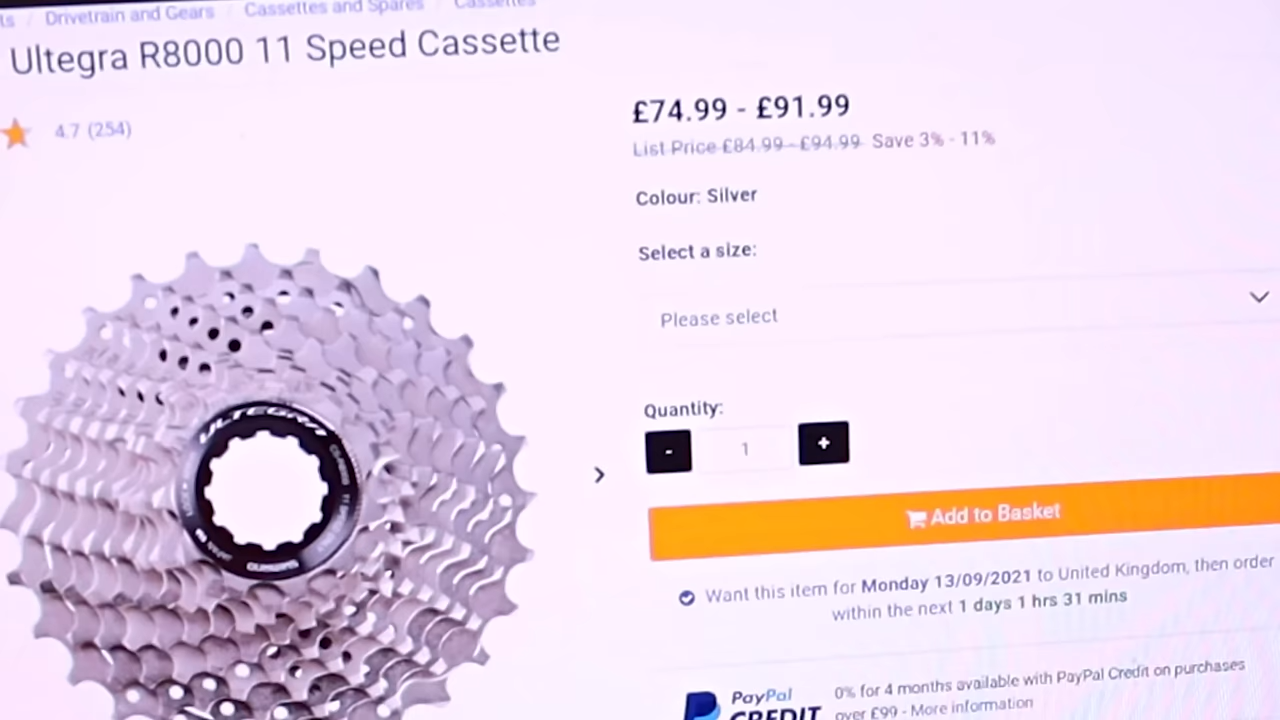 ts / Drivetrain and Gears / Cassettes and Spares / Cassettes
Ultegra R8000 11 Speed Cassette
4.7 (254)
£74.99 - £91.99
List Price £84.99 - £94.99 Save 3% - 11%
Colour: Silver
Select a size:
Please select
Quantity:
- 1 +
Add to Basket
Want this item for Monday 13/09/2021 to United Kingdom, then order
within the next 1 days 1 hrs 31 mins
PayPal
CREDIT
0% for 4 months available with PayPal Credit on purchases
over £99 - More information
ULTEGRA